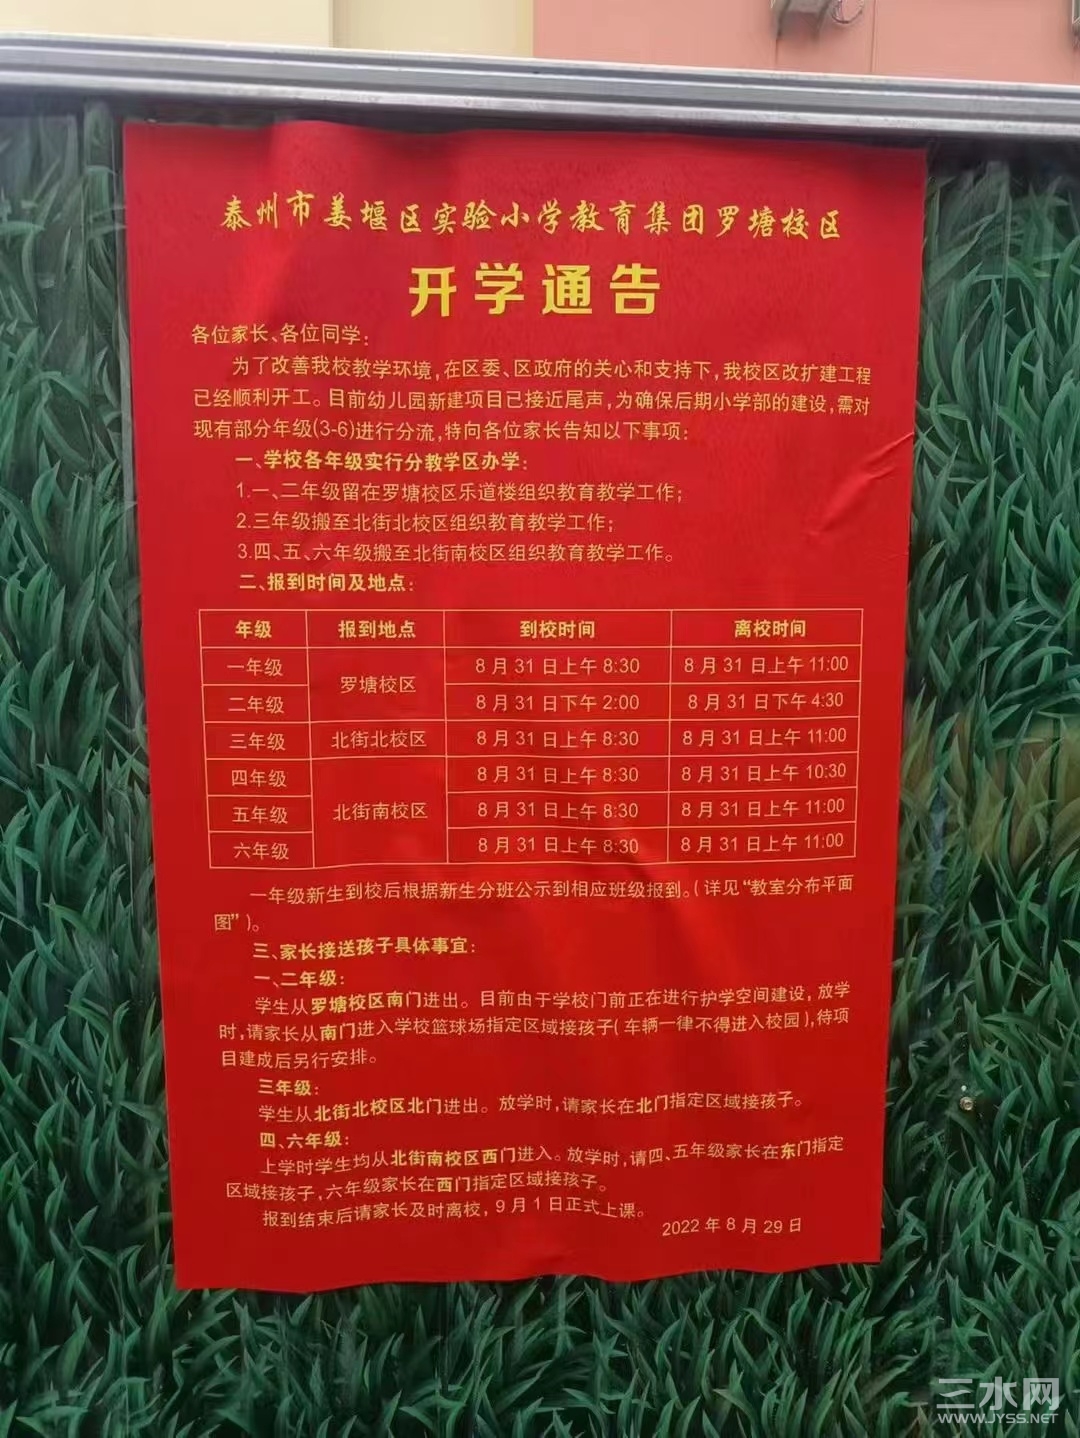 泰州市姜堰区实验小学教育集团罗塘校区
开学通告
各位家长、各位同学:
为了改善我校教学环境,在区委、区政府的关心和支持下,我校区改扩建工程
已经顺利开工。目前幼儿园新建项目已接近尾声,为确保后期小学部的建设,需对
现有部分年级(3-6)进行分流,特向各位家长告知以下事项:
一、学校各年级实行分教学区办学:
1.一、二年级留在罗塘校区乐道楼组织教育教学工作;
2.三年级搬至北街北校区组织教育教学工作;
3.四、五、六年级搬至北街南校区组织教育教学工作。
二、报到时间及地点:
年级 报到地点 到校时间 离校时间
一年级 罗塘校区 8月31日上午8:30 8月31日上午11:00
二年级 8月31日下午2:00 8月31日下午4:30
三年级 北街北校区 8月31日上午8:30 8月31日上午11:00
四年级 北街南校区 8月31日上午8:30 8月31日上午10:30
五年级 8月31日上午8:30 8月31日上午11:00
六年级 8月31日上午8:30 8月31日上午11:00
一年级新生到校后根据新生分班公示到相应班级报到。(详见“教室分布平面
图”)。
三、家长接送孩子具体事宜:
一、二年级:
学生从罗塘校区南门进出。目前由于学校门前正在进行护学空间建设,放学
时,请家长从南门进入学校篮球场指定区域接孩子(车辆一律不得进入校园),待项
目建成后另行安排。
三年级:
学生从北街北校区北门进出。放学时,请家长在北门指定区域接孩子。
四、六年级:
上学时学生均从北街南校区西门进入。放学时,请四、五年级家长在东门指定
区域接孩子,六年级家长在西门指定区域接孩子。
报到结束后请家长及时离校,9月1日正式上课。
2022年8月29日
三水网
WWW.JYSS.NET